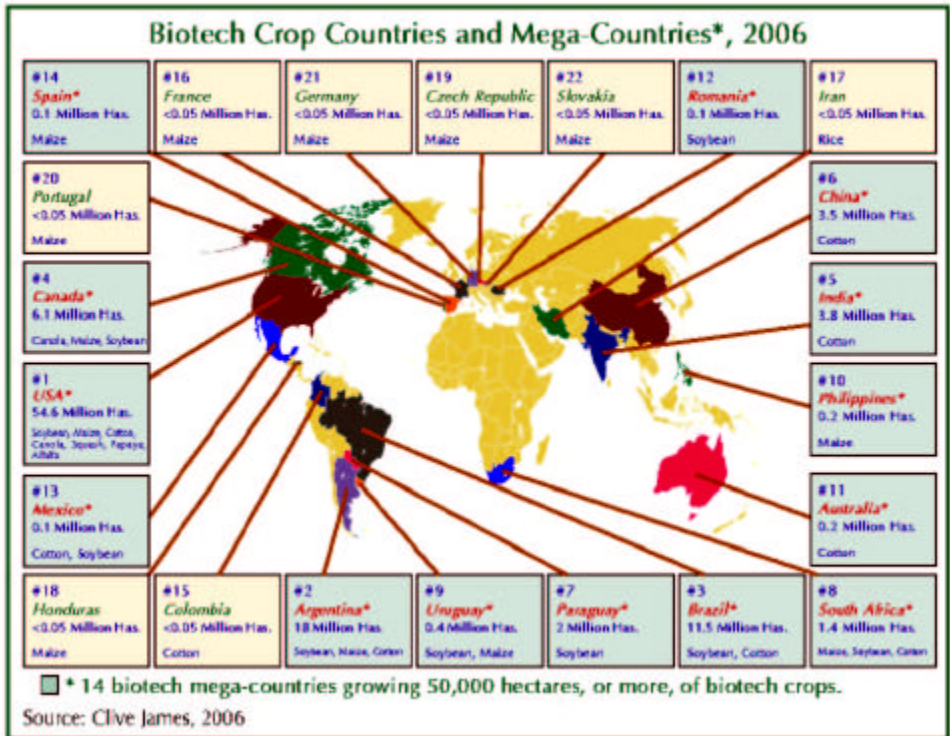 Biotech Crop Countries and Mega-Countries*, 2006
#14
Spain*
0.1 Million Has.
Maize
#16
France
<0.05 Million Has.
Maize
#21
Germany
<0.05 Million Has.
Maize
#19
Czech Republic
<0.05 Million Has.
Maize
#22
Slovakia
<0.05 Million Has.
Maize
#12
Romania*
0.1 Million Has.
Soybean
#17
Iran
<0.05 Million Has.
Rice
#20
Portugal
<0.05 Million Has.
Maize
#6
China*
3.5 Million Has.
Cotton
#4
Canada*
6.1 Million Has.
Canola, Maize, Soybean
#5
India*
3.8 Million Has.
Cotton
#1
USA*
54.6 Million Has.
Soybean, Maize, Cotton,
Canola, Squash, Papaya,
Alfalfa
#10
Philippines*
0.2 Million Has.
Maize
#13
Mexico*
0.1 Million Has.
Cotton, Soybean
#11
Australia*
0.2 Million Has.
Cotton
#18
Honduras
<0.05 Million Has.
Maize
#15
Colombia
<0.05 Million Has.
Cotton
#2
Argentina*
18 Million Has.
Soybean, Maize, Cotton
#9
Uruguay*
0.4 Million Has.
Soybean, Maize
#7
Paraguay*
2 Million Has.
Soybean
#3
Brazil*
11.5 Million Has.
Soybean, Cotton
#8
South Africa*
1.4 Million Has.
Maize, Soybean, Cotton
* 14 biotech mega-countries growing 50,000 hectares, or more, of biotech crops.
Source: Clive James, 2006